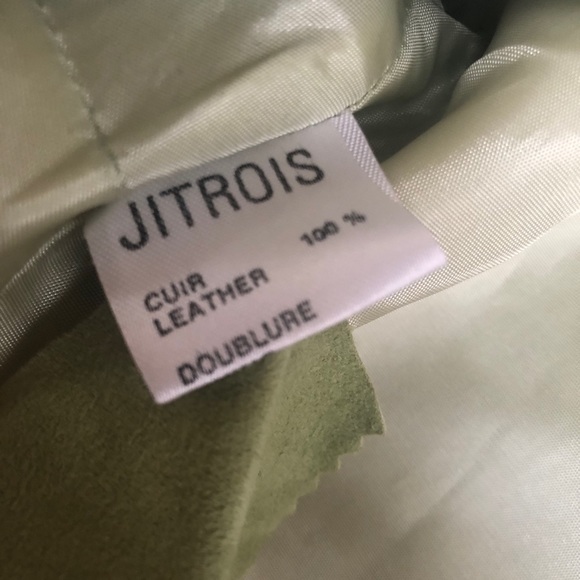 JITROIS
100 %
CUIR
LEATHER
DOUBLURE